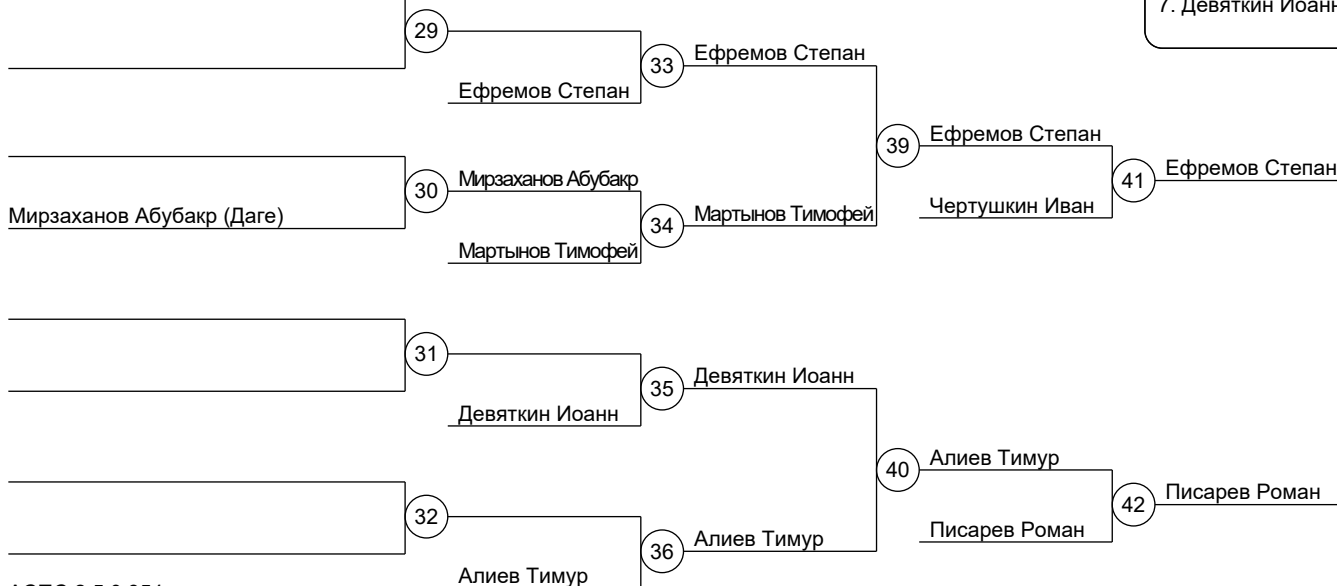 7. Девяткин Иоанн
29
Ефремов Степан
33
Ефремов Степан
Ефремов Степан
39
41
Ефремов Степан
Чертушкин Иван
Мирзаханов Абубакр (Даге)
30
Мирзаханов Абубакр
34
Мартынов Тимофей
Мартынов Тимофей
31
35
Девяткин Иоанн
Девяткин Иоанн
40
Алиев Тимур
42
Писарев Роман
Писарев Роман
32
36
Алиев Тимур
Алиев Тимур